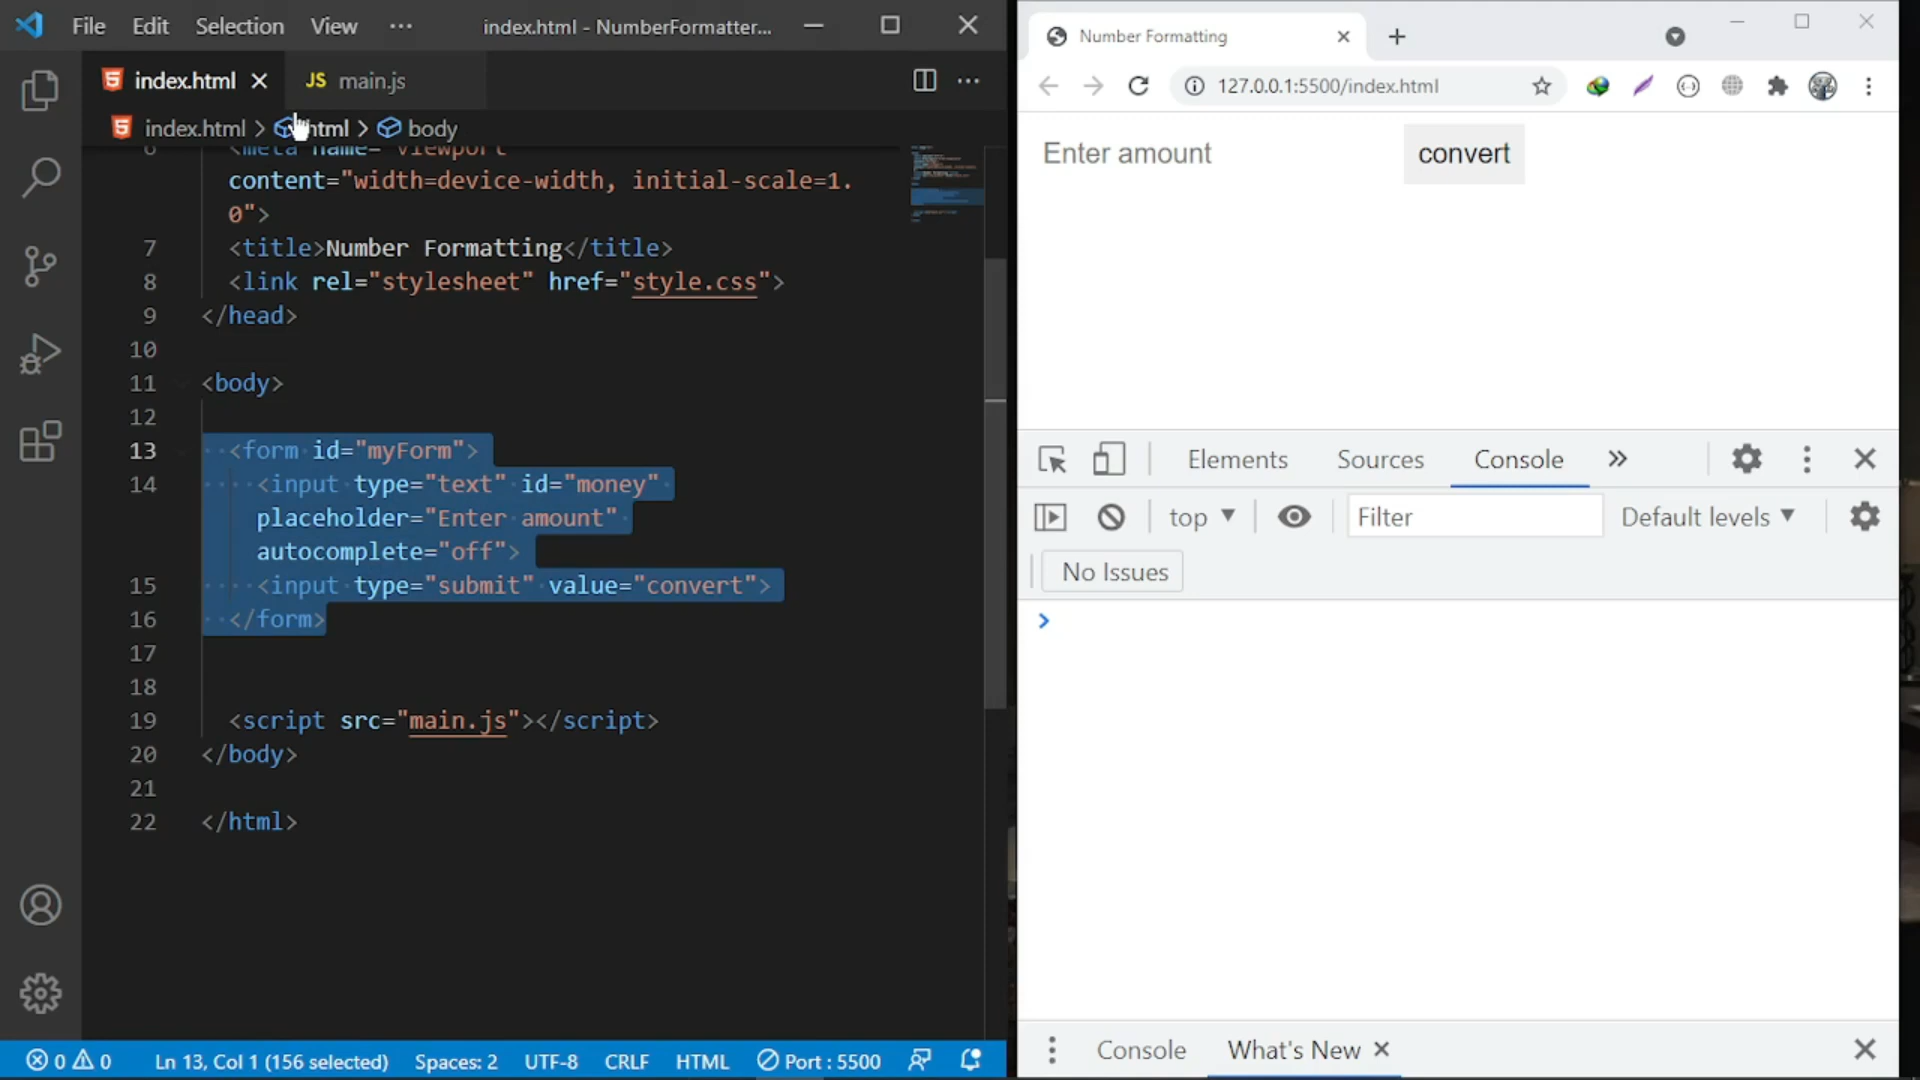 File Edit Selection View ··· index.html - NumberFormatter...
index.html JS main.js
index.html > html > body
6 <meta name="viewport"
content="width=device-width, initial-scale=1.
0">
7 <title>Number Formatting</title>
8 <link rel="stylesheet" href="style.css">
9 </head>
10
11 <body>
12
13 <form id="myForm">
14 <input type="text" id="money"
placeholder="Enter amount"
autocomplete="off">
15 <input type="submit" value="convert">
16 </form>
17
18
19 <script src="main.js"></script>
20 </body>
21
22 </html>
0 0 Ln 13, Col 1 (156 selected) Spaces: 2 UTF-8 CRLF HTML Port : 5500
Number Formatting
127.0.0.1:5500/index.html
Enter amount convert
Elements Sources Console
top Filter Default levels
No Issues
Console What's New